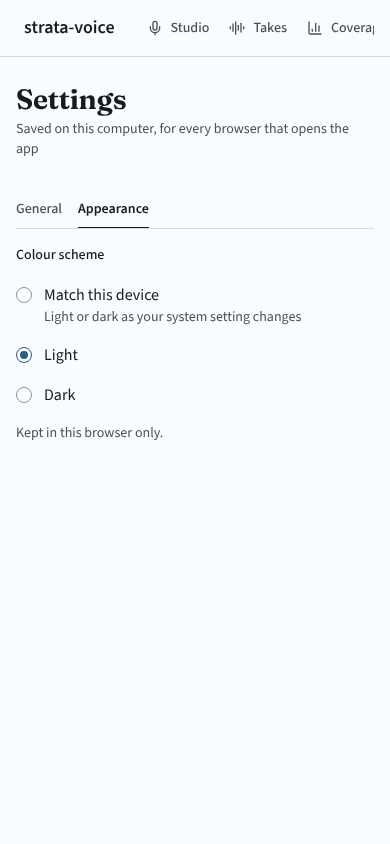 strata-voice Studio Takes Coverag
Settings
Saved on this computer, for every browser that opens the
app
General Appearance
Colour scheme
Match this device
Light or dark as your system setting changes
Light
Dark
Kept in this browser only.